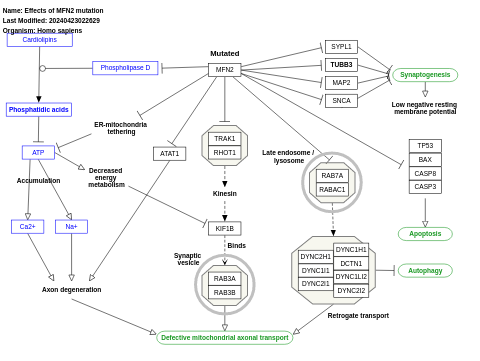 Name: Effects of MFN2 mutation
Last Modified: 20240423022629
Organism: Homo sapiens
Cardiolipins
Phospholipase D
Mutated
MFN2
SYPL1
TUBB3
MAP2
SNCA
Synaptogenesis
Low negative resting
membrane potential
Phosphatidic acids
ER-mitochondria
tethering
ATP
ATAT1
TRAK1
RHOT1
Late endosome /
lysosome
RAB7A
RABAC1
TP53
BAX
CASP8
CASP3
Accumulation
Decreased
energy
metabolism
Kinesin
Ca2+
Na+
KIF1B
Binds
Apoptosis
Synaptic
vesicle
RAB3A
RAB3B
DYNC2H1
DYNC1I1
DYNC2I1
DYNC1H1
DCTN1
DYNC1LI2
DYNC2I2
Autophagy
Axon degeneration
Retrogate transport
Defective mitochondrial axonal transport